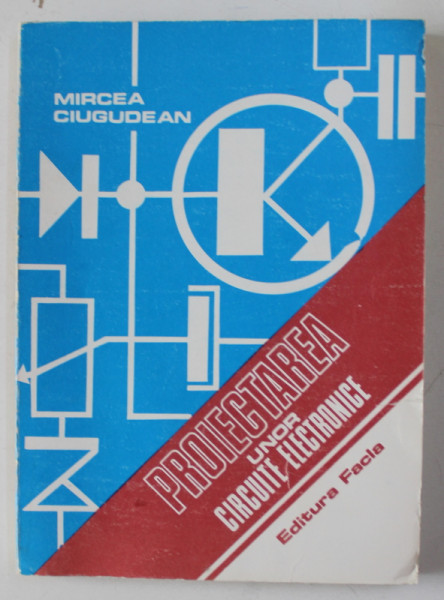 MIRCEA
CIUGUDEAN
PROIECTAREA
UNOR
CIRCUITE ELECTRONICE
Editura Facla